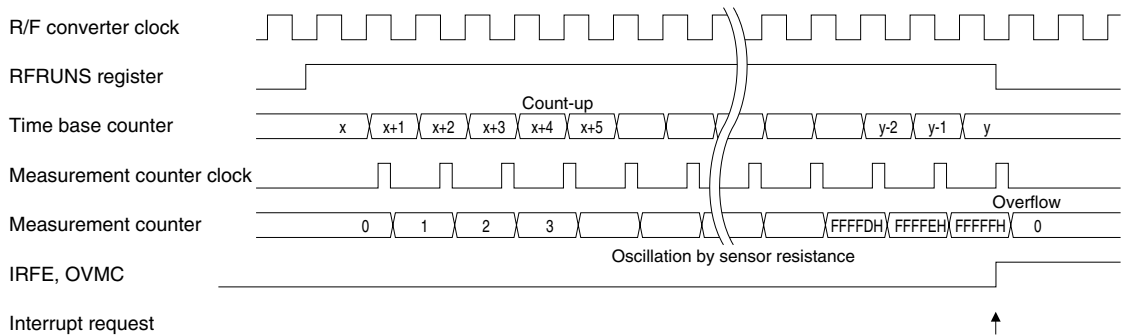 R/F converter clock
RFRUNS register
Count-up
Time base counter x x+1 x+2 x+3 x+4 x+5 y-2 y-1 y
Measurement counter clock
Overflow
Measurement counter 0 1 2 3 FFFFDH FFFFEH FFFFFH 0
Oscillation by sensor resistance
IRFE, OVMC
Interrupt request